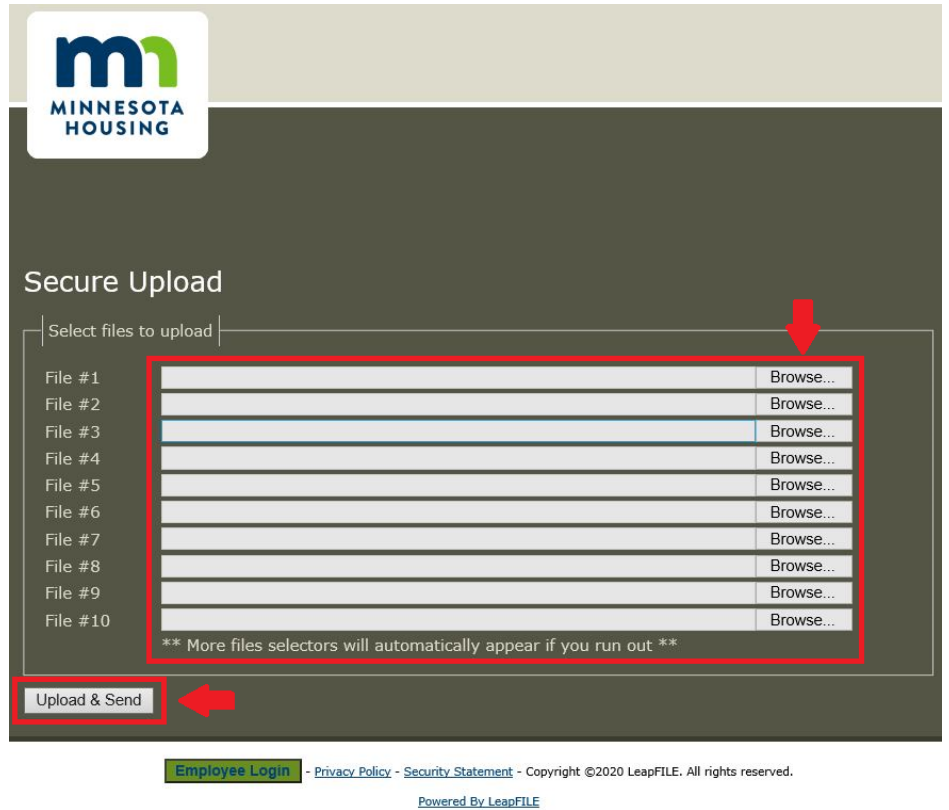 mn
MINNESOTA
HOUSING
Secure Upload
Select files to upload
File #1 Browse...
File #2 Browse...
File #3 Browse...
File #4 Browse...
File #5 Browse...
File #6 Browse...
File #7 Browse...
File #8 Browse...
File #9 Browse...
File #10 Browse...
** More files selectors will automatically appear if you run out **
Upload & Send
Employee Login - Privacy Policy - Security Statement - Copyright ©2020 LeapFILE. All rights reserved.
Powered By LeapFILE